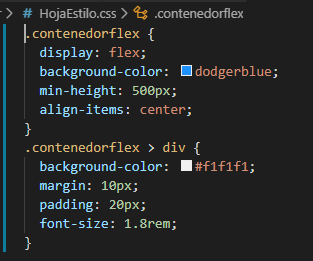 HojaEstilo.css > .contenedorflex
.contenedorflex {
  display: flex;
  background-color: dodgerblue;
  min-height: 500px;
  align-items: center;
}
.contenedorflex > div {
  background-color: #f1f1f1;
  margin: 10px;
  padding: 20px;
  font-size: 1.8rem;
}